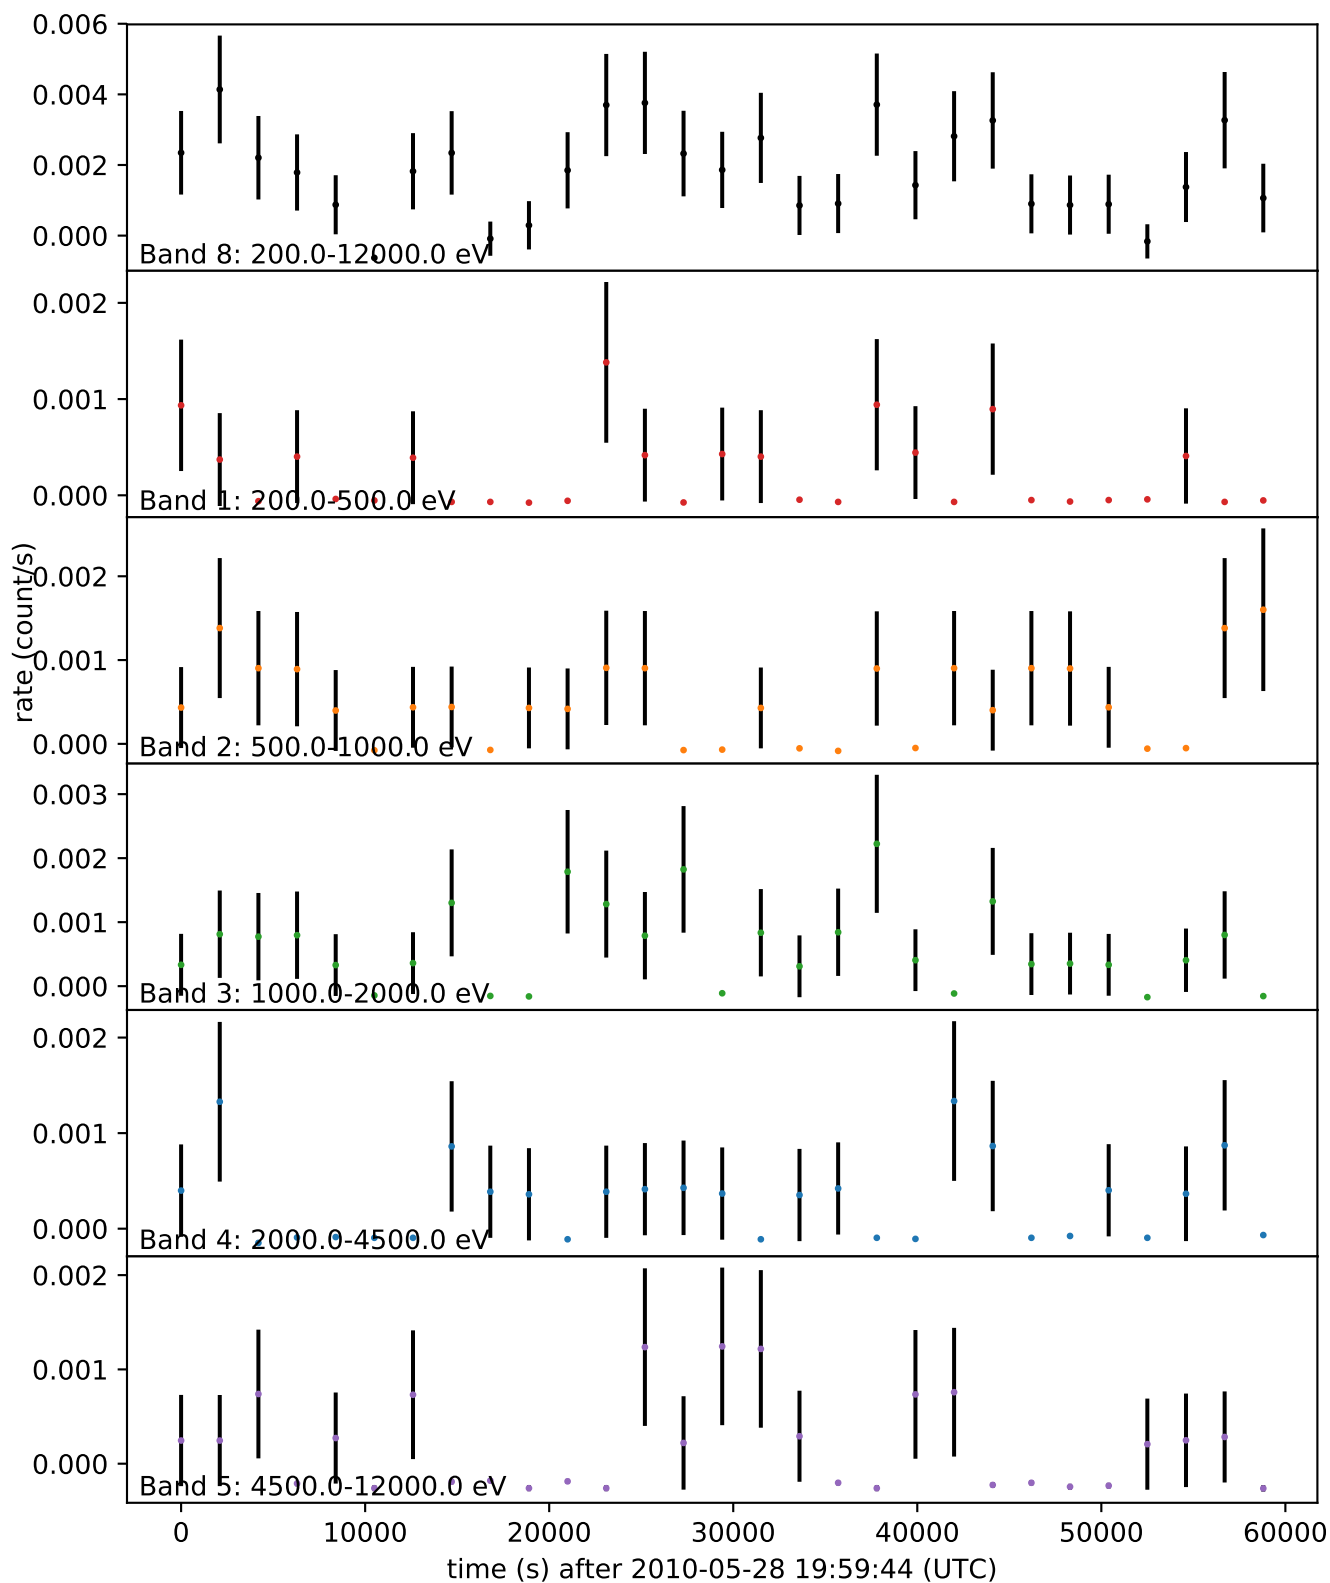 0.006
0.004
0.002
0.000
Band 8: 200.0-12000.0 eV
0.002
0.001
0.000
Band 1: 200.0-500.0 eV
rate (count/s)
0.002
0.001
0.000
Band 2: 500.0-1000.0 eV
0.003
0.002
0.001
0.000
Band 3: 1000.0-2000.0 eV
0.002
0.001
0.000
Band 4: 2000.0-4500.0 eV
0.002
0.001
0.000
Band 5: 4500.0-12000.0 eV
0 10000 20000 30000 40000 50000 60000
time (s) after 2010-05-28 19:59:44 (UTC)